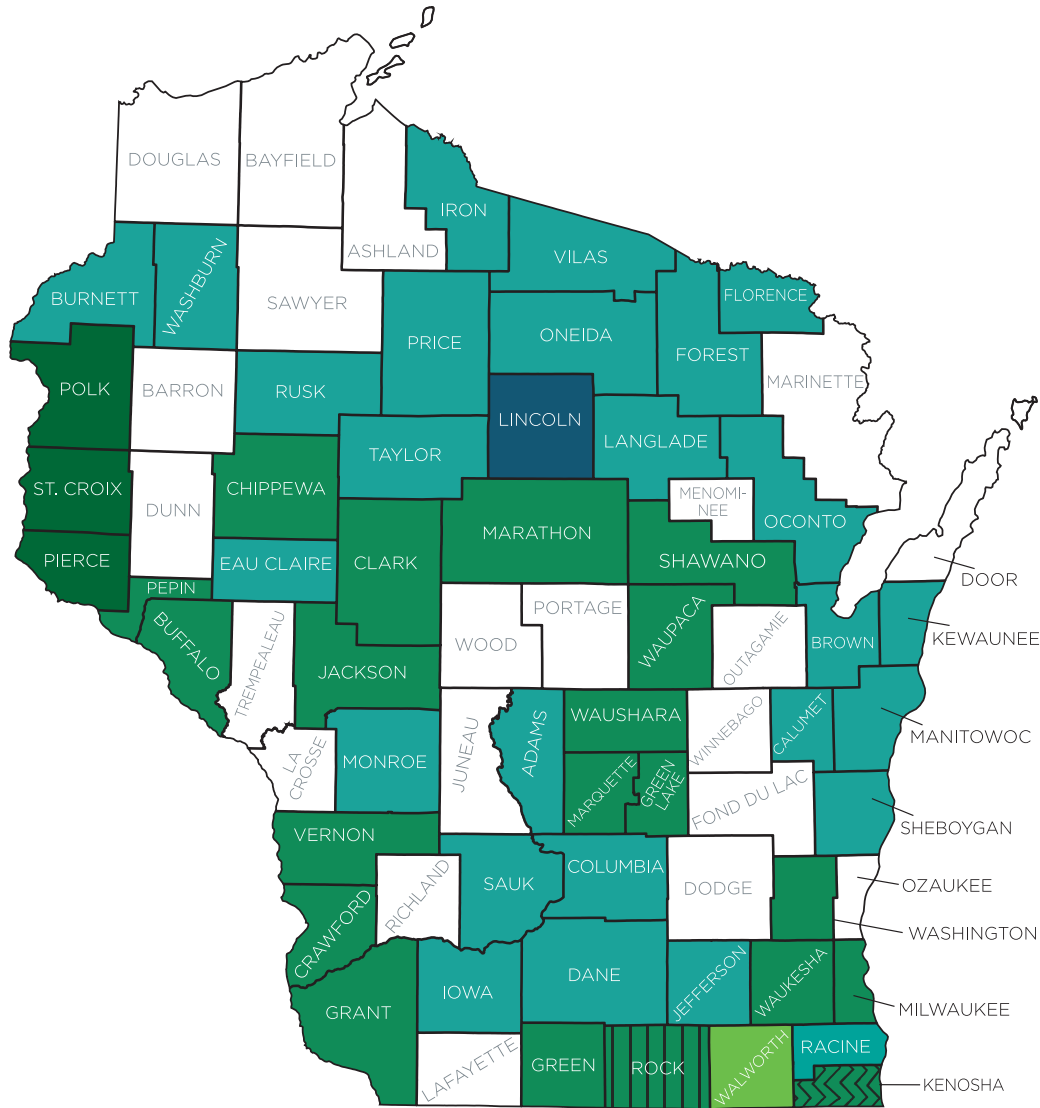 DOUGLAS
BAYFIELD
IRON
ASHLAND
VILAS
BURNETT
WASHBURN
SAWYER
FLORENCE
PRICE
ONEIDA
FOREST
POLK
BARRON
RUSK
MARINETTE
LINCOLN
TAYLOR
LANGLADE
ST. CROIX
DUNN
CHIPPEWA
MENOMI-
NEE
OCONTO
MARATHON
PIERCE
EAU CLAIRE
CLARK
SHAWANO
DOOR
PEPIN
BUFFALO
TREMPEALEAU
WOOD
PORTAGE
WAUPACA
OUTAGAMIE
BROWN
KEWAUNEE
JACKSON
WAUSHARA
WINNEBAGO
CALUMET
MANITOWOC
LA
CROSSE
MONROE
JUNEAU
ADAMS
MARQUETTE
GREEN
LAKE
FOND DU LAC
SHEBOYGAN
VERNON
RICHLAND
SAUK
COLUMBIA
DODGE
OZAUKEE
CRAWFORD
WASHINGTON
GRANT
IOWA
DANE
JEFFERSON
WAUKESHA
MILWAUKEE
LAFAYETTE
GREEN
ROCK
WALWORTH
RACINE
KENOSHA